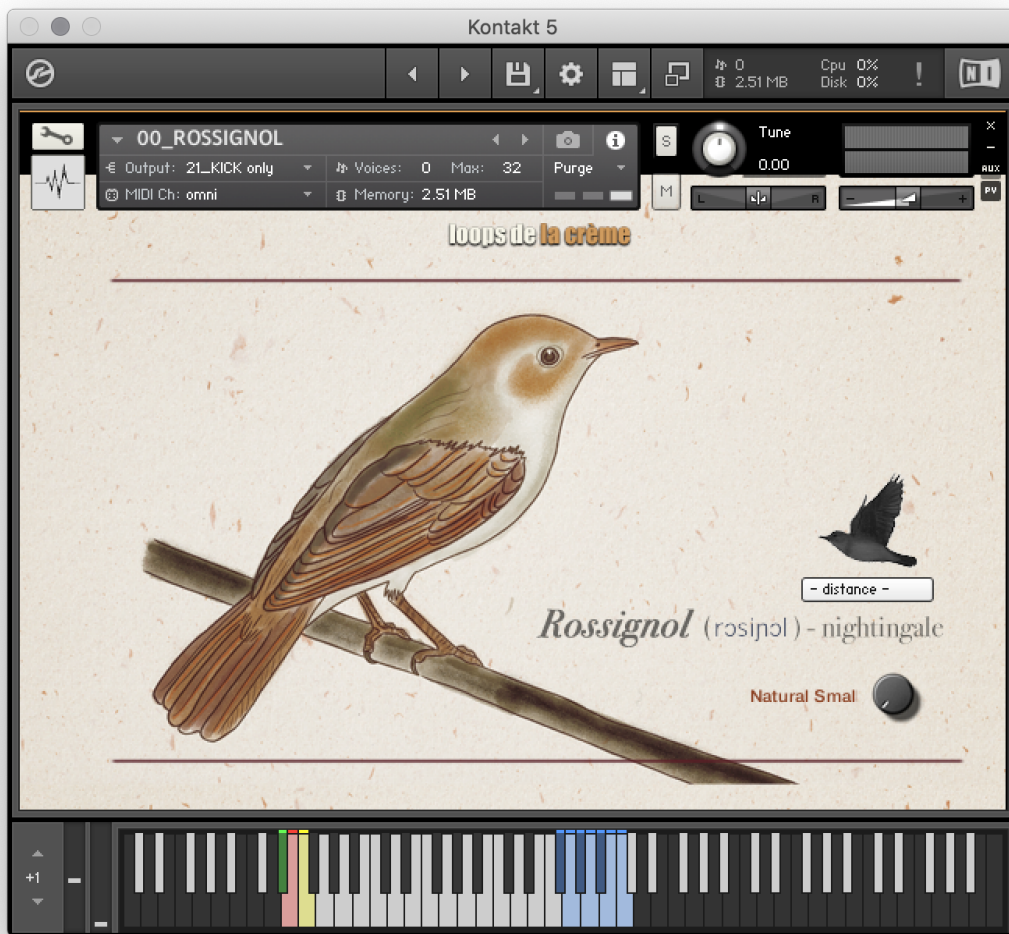 Kontakt 5
0
2.51 MB
Cpu 0%
Disk 0%
!
NI
00_ROSSIGNOL
i
Output: 21_KICK only
Voices: 0 Max: 32
Purge
MIDI Ch: omni
Memory: 2.51 MB
S
M
Tune
0.00
L
R
-
+
×
-
AUX
PV
loops de la crème
- distance -
Rossignol (rɔsiɲɔl) - nightingale
Natural Smal
+1